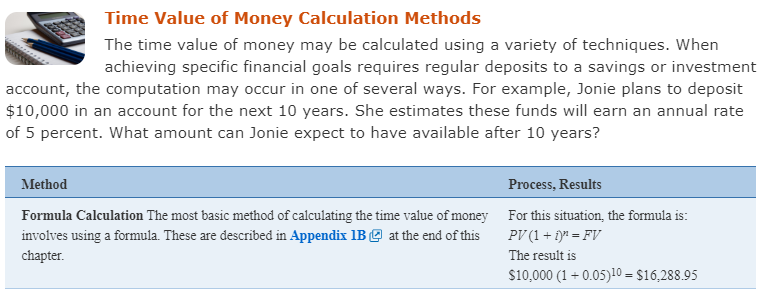 Time Value of Money Calculation Methods
The time value of money may be calculated using a variety of techniques. When
achieving specific financial goals requires regular deposits to a savings or investment
account, the computation may occur in one of several ways. For example, Jonie plans to deposit
$10,000 in an account for the next 10 years. She estimates these funds will earn an annual rate
of 5 percent. What amount can Jonie expect to have available after 10 years?
Method
Process, Results
Formula Calculation The most basic method of calculating the time value of money
involves using a formula. These are described in Appendix 1B at the end of this
chapter.
For this situation, the formula is:
PV (1 + i)ⁿ = FV
The result is
$10,000 (1 + 0.05)¹⁰ = $16,288.95